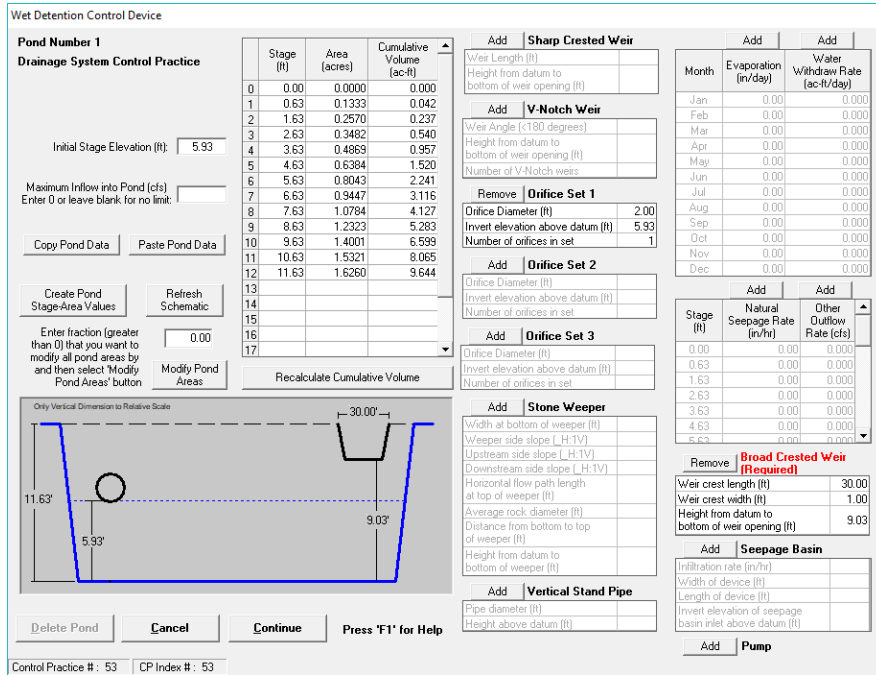 Wet Detention Control Device
Pond Number 1
Drainage System Control Practice
Initial Stage Elevation (ft): 5.93
Maximum Inflow into Pond (cfs)
Enter 0 or leave blank for no limit:
Copy Pond Data Paste Pond Data
Create Pond
Stage-Area Values
Refresh
Schematic
Enter fraction (greater
than 0) that you want to
modify all pond areas by
and then select 'Modify
Pond Areas' button
0.00
Modify Pond
Areas
Stage
(ft)
Area
(acres)
Cumulative
Volume
(ac-ft)
0 0.00 0.0000 0.000
1 0.63 0.1333 0.042
2 1.63 0.2570 0.237
3 2.63 0.3482 0.540
4 3.63 0.4869 0.957
5 4.63 0.6384 1.520
6 5.63 0.8043 2.241
7 6.63 0.9447 3.116
8 7.63 1.0784 4.127
9 8.63 1.2323 5.283
10 9.63 1.4001 6.599
11 10.63 1.5321 8.065
12 11.63 1.6260 9.644
13
14
15
16
17
Recalculate Cumulative Volume
Only Vertical Dimension to Relative Scale
30.00'
11.63'
5.93'
9.03'
Delete Pond Cancel Continue Press 'F1' for Help
Control Practice # : 53 CP Index # : 53
Add Sharp Crested Weir
Weir Length (ft)
Height from datum to
bottom of weir opening (ft)
Add V-Notch Weir
Weir Angle (<180 degrees)
Height from datum to
bottom of weir opening (ft)
Number of V-Notch weirs
Remove Orifice Set 1
Orifice Diameter (ft) 2.00
Invert elevation above datum (ft) 5.93
Number of orifices in set 1
Add Orifice Set 2
Orifice Diameter (ft)
Invert elevation above datum (ft)
Number of orifices in set
Add Orifice Set 3
Orifice Diameter (ft)
Invert elevation above datum (ft)
Number of orifices in set
Add Stone Weeper
Width at bottom of weeper (ft)
Weeper side slope (_H:1V)
Upstream side slope (_H:1V)
Downstream side slope (_H:1V)
Horizontal flow path length
at top of weeper (ft)
Average rock diameter (ft)
Distance from bottom to top
of weeper (ft)
Height from datum to
bottom of weeper (ft)
Add Vertical Stand Pipe
Pipe diameter (ft)
Height above datum (ft)
Add Add
Month
Evaporation
(in/day)
Water
Withdraw Rate
(ac-ft/day)
Jan 0.00 0.000
Feb 0.00 0.000
Mar 0.00 0.000
Apr 0.00 0.000
May 0.00 0.000
Jun 0.00 0.000
Jul 0.00 0.000
Aug 0.00 0.000
Sep 0.00 0.000
Oct 0.00 0.000
Nov 0.00 0.000
Dec 0.00 0.000
Add Add
Stage
(ft)
Natural
Seepage Rate
(in/hr)
Other
Outflow
Rate (cfs)
0.00 0.00 0.000
0.63 0.00 0.000
1.63 0.00 0.000
2.63 0.00 0.000
3.63 0.00 0.000
4.63 0.00 0.000
5.63 0.00 0.000
Remove Broad Crested Weir
(Required)
Weir crest length (ft) 30.00
Weir crest width (ft) 1.00
Height from datum to
bottom of weir opening (ft) 9.03
Add Seepage Basin
Infiltration rate (in/hr)
Width of device (ft)
Length of device (ft)
Invert elevation of seepage
basin inlet above datum (ft)
Add Pump